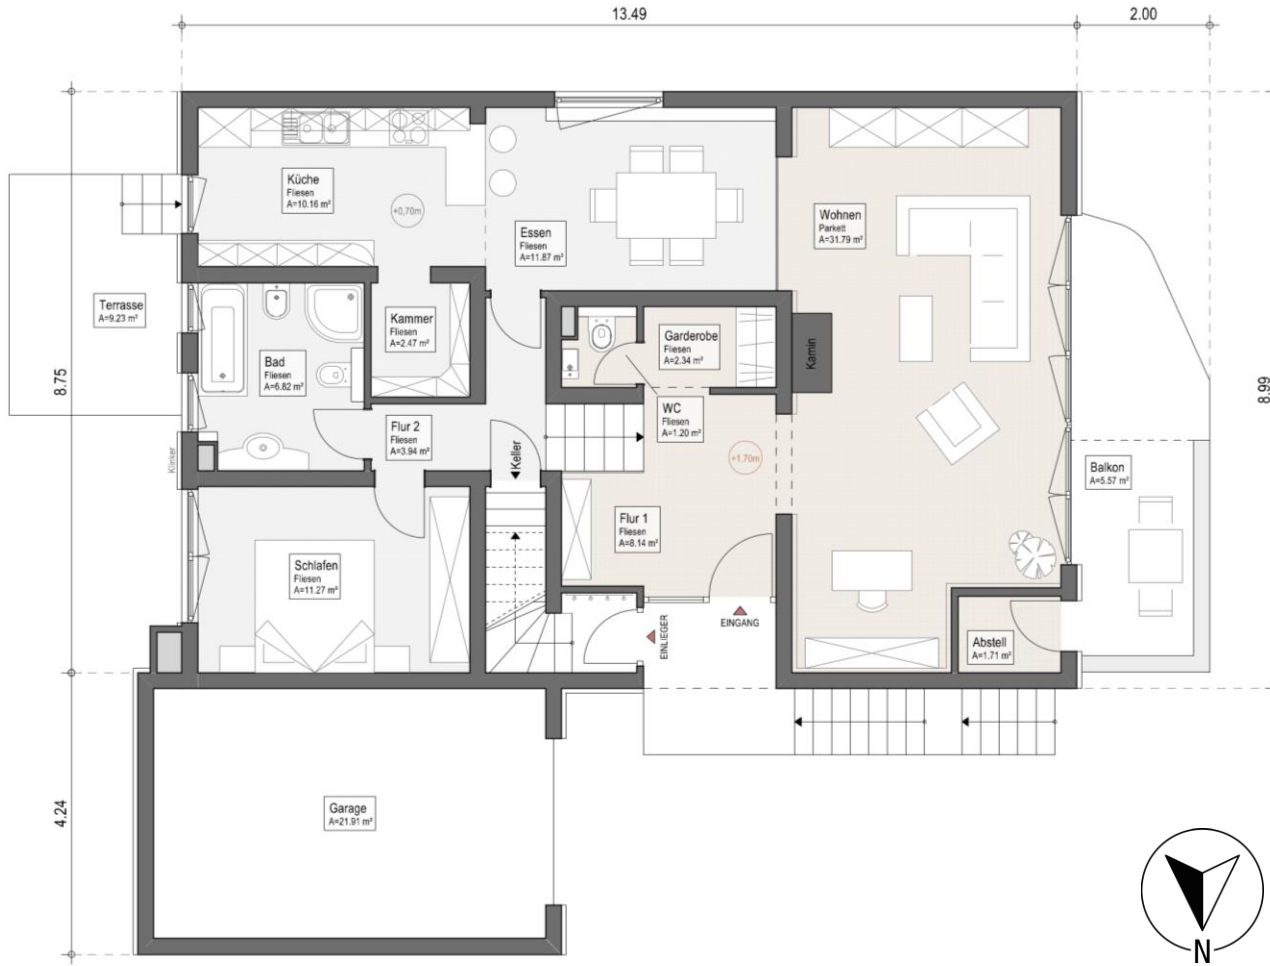 13.49
2.00
Küche
Fliesen
A=10.16 m²
+0,70m
Essen
Fliesen
A=11.87 m²
Wohnen
Parkett
A=31.79 m²
Terrasse
A=9.23 m²
Kammer
Fliesen
A=2.47 m²
Garderobe
Fliesen
A=2.34 m²
Kamin
Bad
Fliesen
A=6.82 m²
8.75
8.99
WC
Fliesen
A=1.20 m²
Flur 2
Fliesen
A=3.94 m²
Keller
Klinker
+1,70m
Balkon
A=5.57 m²
Flur 1
Fliesen
A=8.14 m²
Schlafen
Fliesen
A=11.27 m²
EINLIEGER
EINGANG
Abstell
A=1.71 m²
4.24
Garage
A=21.91 m²
N